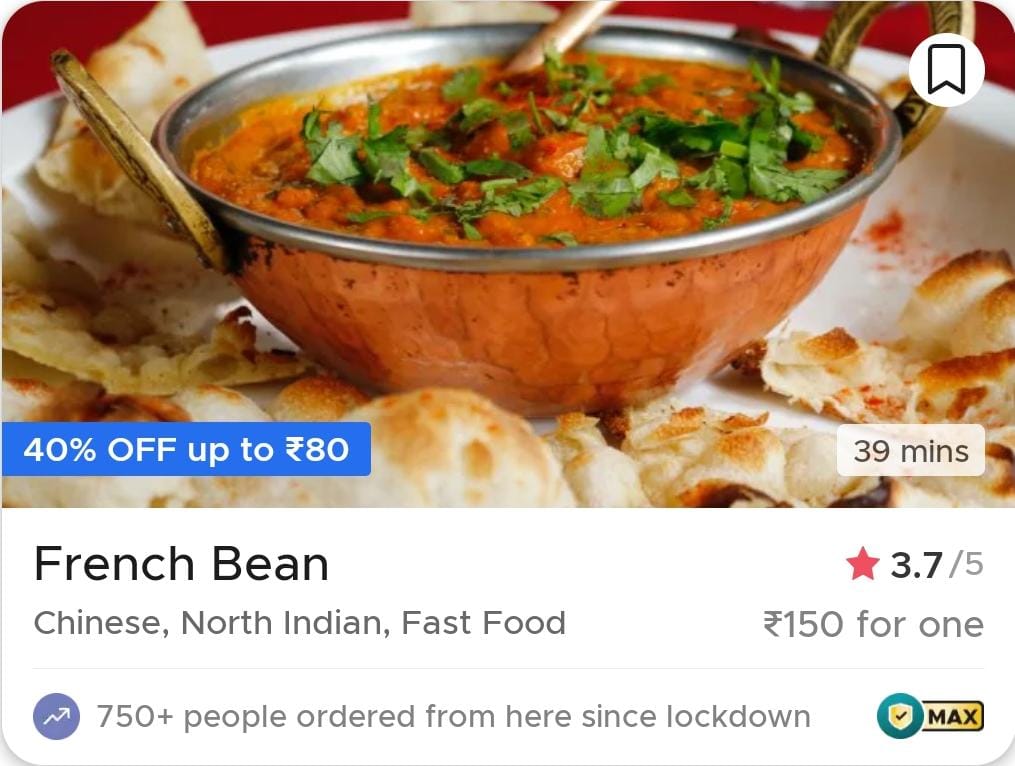 40% OFF up to ₹80
39 mins
French Bean
3.7/5
Chinese, North Indian, Fast Food
₹150 for one
750+ people ordered from here since lockdown
MAX